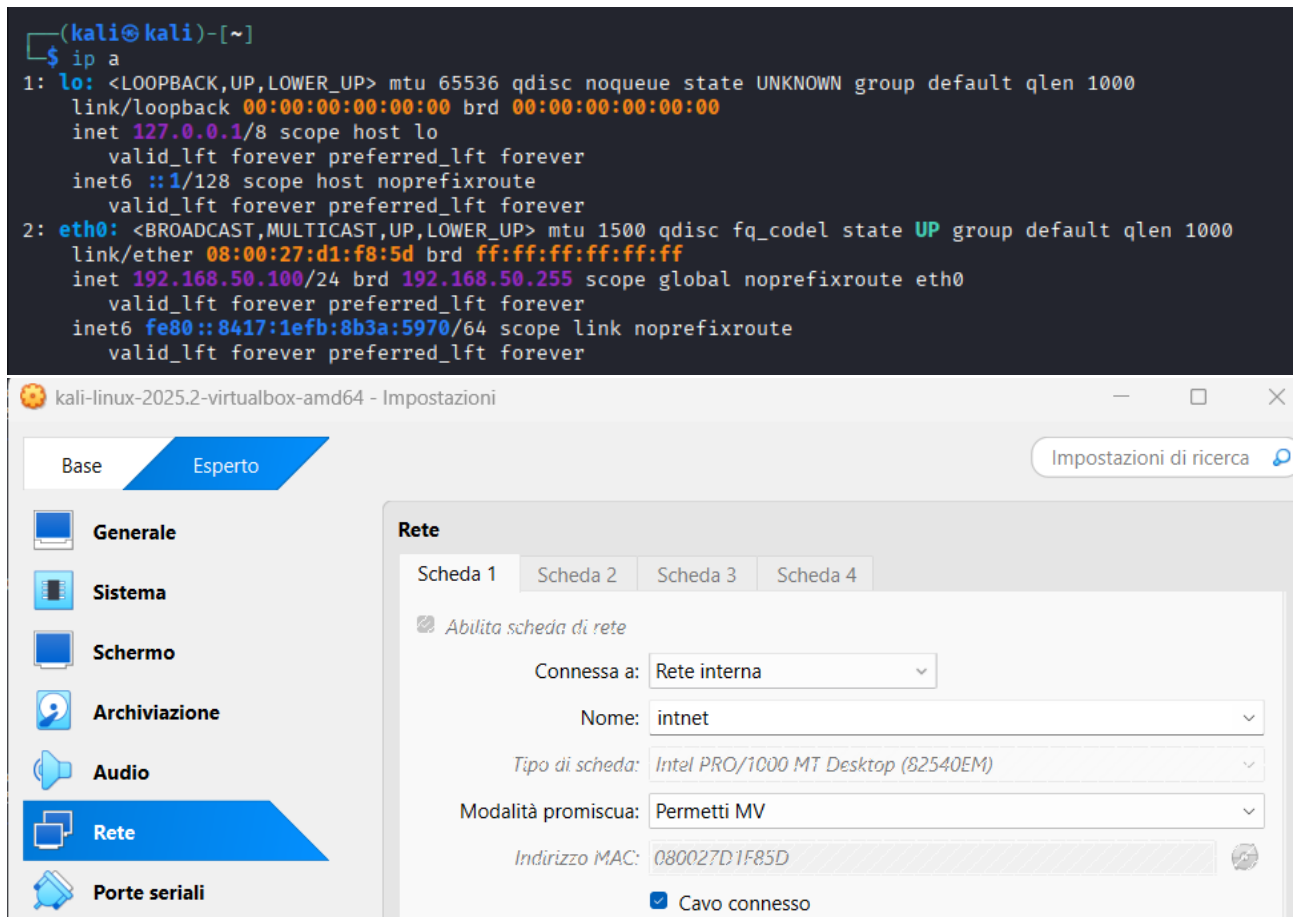 (kali㉿kali)-[~]
$ ip a
1: lo: <LOOPBACK,UP,LOWER_UP> mtu 65536 qdisc noqueue state UNKNOWN group default qlen 1000
link/loopback 00:00:00:00:00:00 brd 00:00:00:00:00:00
inet 127.0.0.1/8 scope host lo
valid_lft forever preferred_lft forever
inet6 ::1/128 scope host noprefixroute
valid_lft forever preferred_lft forever
2: eth0: <BROADCAST,MULTICAST,UP,LOWER_UP> mtu 1500 qdisc fq_codel state UP group default qlen 1000
link/ether 08:00:27:d1:f8:5d brd ff:ff:ff:ff:ff:ff
inet 192.168.50.100/24 brd 192.168.50.255 scope global noprefixroute eth0
valid_lft forever preferred_lft forever
inet6 fe80::8417:1efb:8b3a:5970/64 scope link noprefixroute
valid_lft forever preferred_lft forever
kali-linux-2025.2-virtualbox-amd64 - Impostazioni
Base Esperto
Impostazioni di ricerca
Generale
Sistema
Schermo
Archiviazione
Audio
Rete
Porte seriali
Rete
Scheda 1 Scheda 2 Scheda 3 Scheda 4
Abilita scheda di rete
Connessa a: Rete interna
Nome: intnet
Tipo di scheda: Intel PRO/1000 MT Desktop (82540EM)
Modalità promiscua: Permetti MV
Indirizzo MAC: 080027D1F85D
Cavo connesso